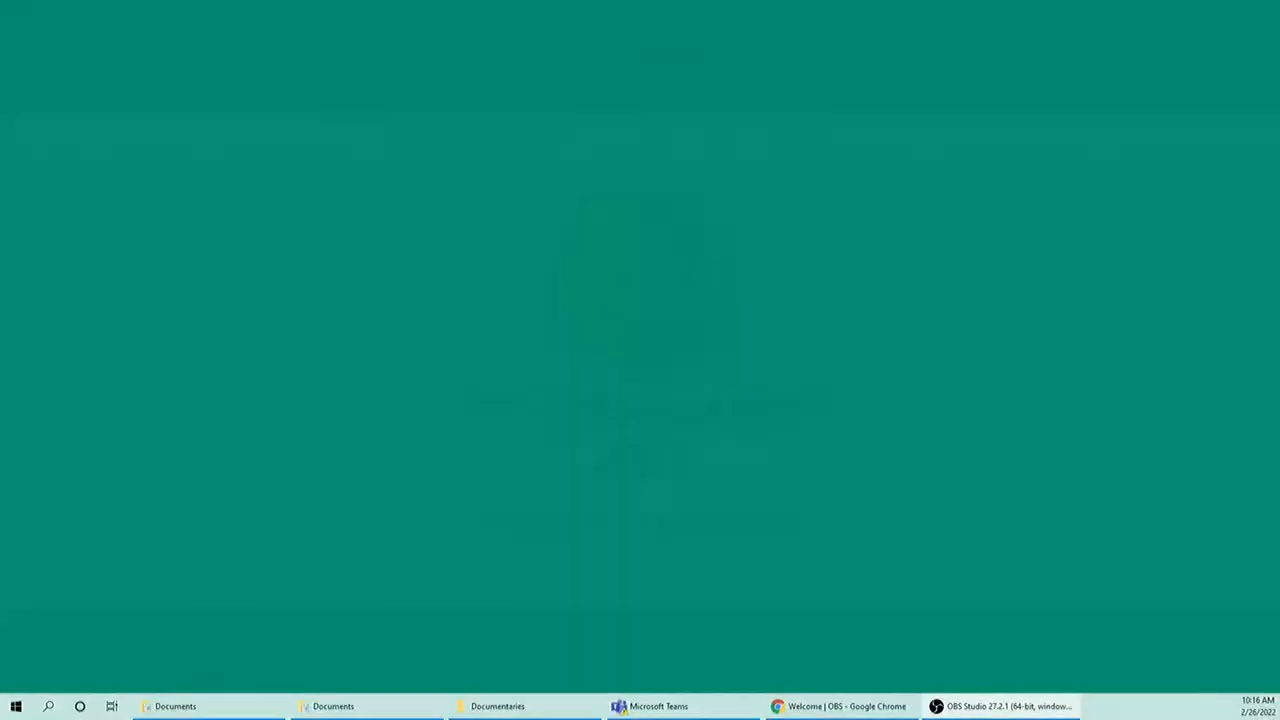 Documents
Documents
Documentaries
Microsoft Teams
Welcome | OBS - Google Chrome
OBS Studio 27.2.1 (64-bit, window...
10:16 AM
2/26/2022